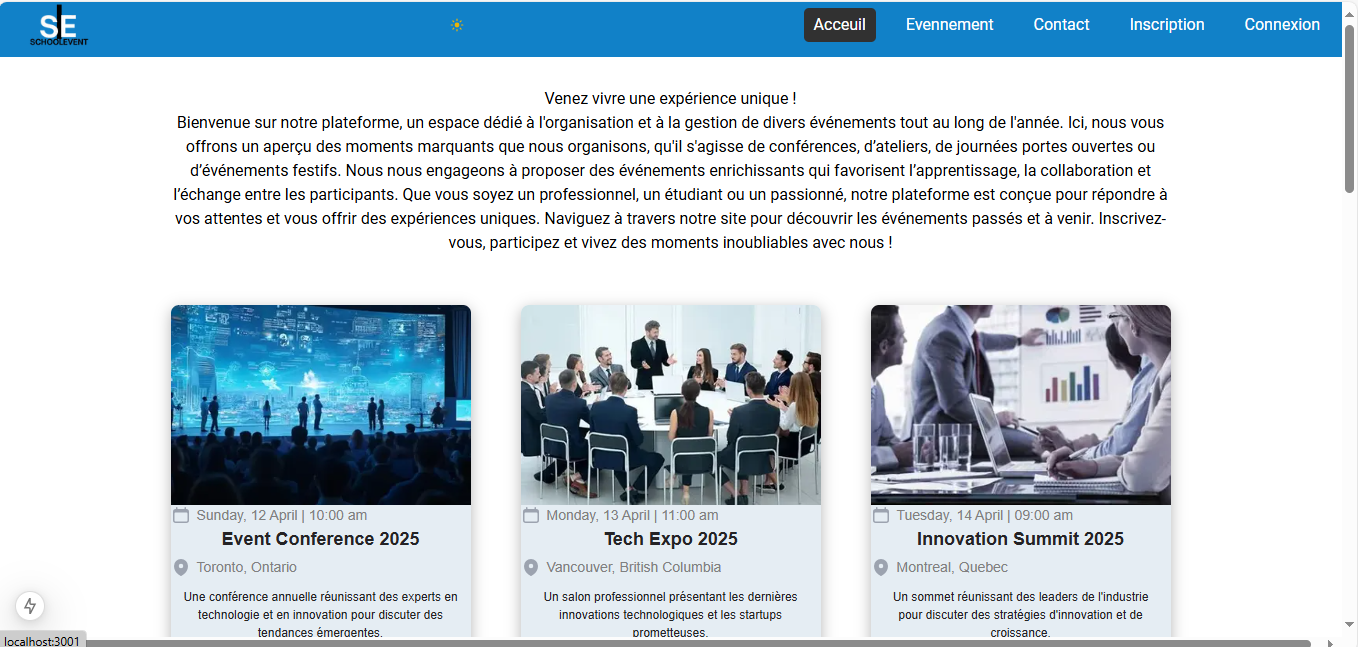 SE
SCHOOLEVENT
Acceuil
Evennement
Contact
Inscription
Connexion
Venez vivre une expérience unique !
Bienvenue sur notre plateforme, un espace dédié à l'organisation et à la gestion de divers événements tout au long de l'année. Ici, nous vous
offrons un aperçu des moments marquants que nous organisons, qu'il s'agisse de conférences, d’ateliers, de journées portes ouvertes ou
d’événements festifs. Nous nous engageons à proposer des événements enrichissants qui favorisent l’apprentissage, la collaboration et
l’échange entre les participants. Que vous soyez un professionnel, un étudiant ou un passionné, notre plateforme est conçue pour répondre à
vos attentes et vous offrir des expériences uniques. Naviguez à travers notre site pour découvrir les événements passés et à venir. Inscrivez-
vous, participez et vivez des moments inoubliables avec nous !
Sunday, 12 April | 10:00 am
Event Conference 2025
Toronto, Ontario
Une conférence annuelle réunissant des experts en
technologie et en innovation pour discuter des
tendances émergentes.
Monday, 13 April | 11:00 am
Tech Expo 2025
Vancouver, British Columbia
Un salon professionnel présentant les dernières
innovations technologiques et les startups
prometteuses.
Tuesday, 14 April | 09:00 am
Innovation Summit 2025
Montreal, Quebec
Un sommet réunissant des leaders de l'industrie
pour discuter des stratégies d'innovation et de
croissance.
localhost:3001